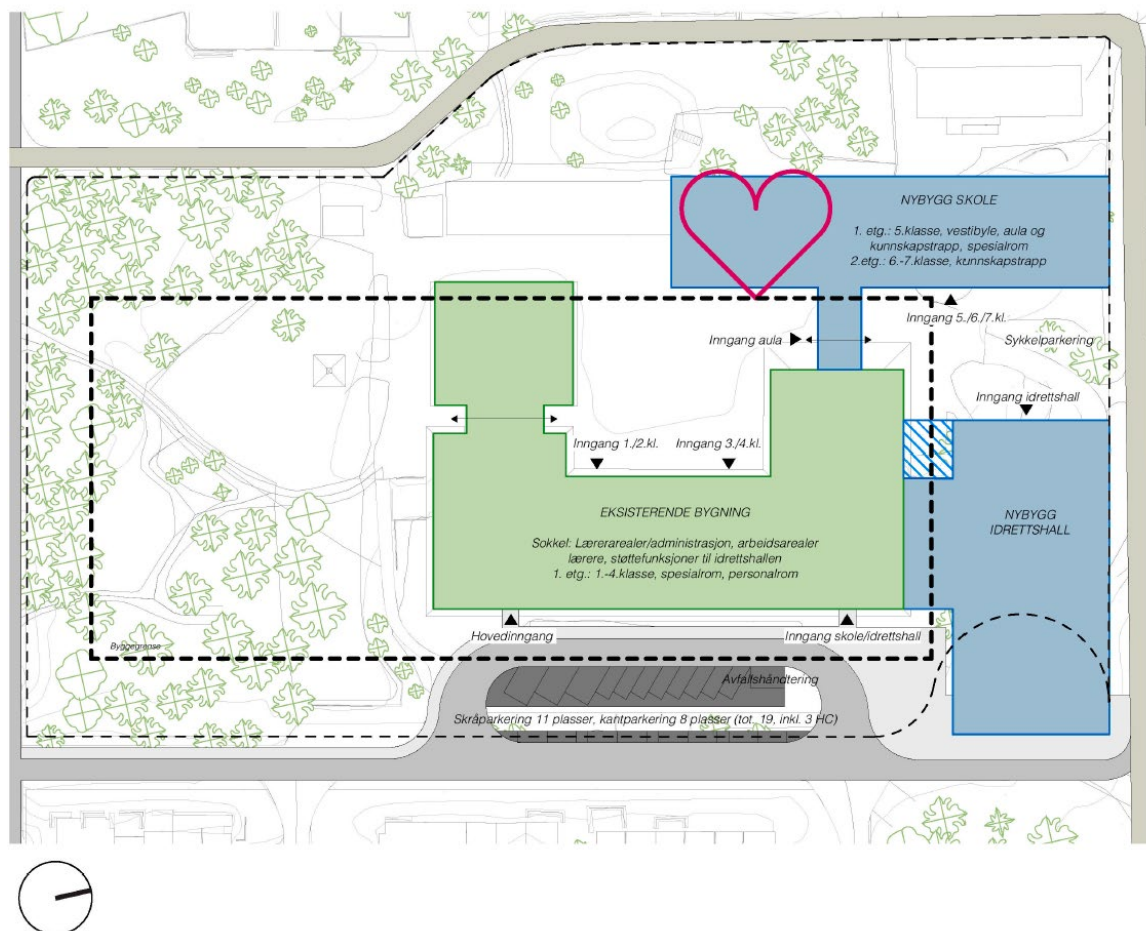 NYBYGG SKOLE
1. etg.: 5.klasse, vestibyle, aula og
kunnskapstrapp, spesialrom
2.etg.: 6.-7.klasse, kunnskapstrapp
Inngang 5./6./7.kl.
Inngang aula
Sykkelparkering
Inngang idrettshall
Inngang 1./2.kl.
Inngang 3./4.kl.
EKSISTERENDE BYGNING
Sokkel: Lærerarealer/administrasjon, arbeidsarealer
lærere, støttefunksjoner til idrettshallen
1. etg.: 1.-4.klasse, spesialrom, personalrom
NYBYGG
IDRETTSHALL
Hovedinngang
Inngang skole/idrettshall
Byggegrense
Avfallshåndtering
Skråparkering 11 plasser, kantparkering 8 plasser (tot. 19, inkl. 3 HC)